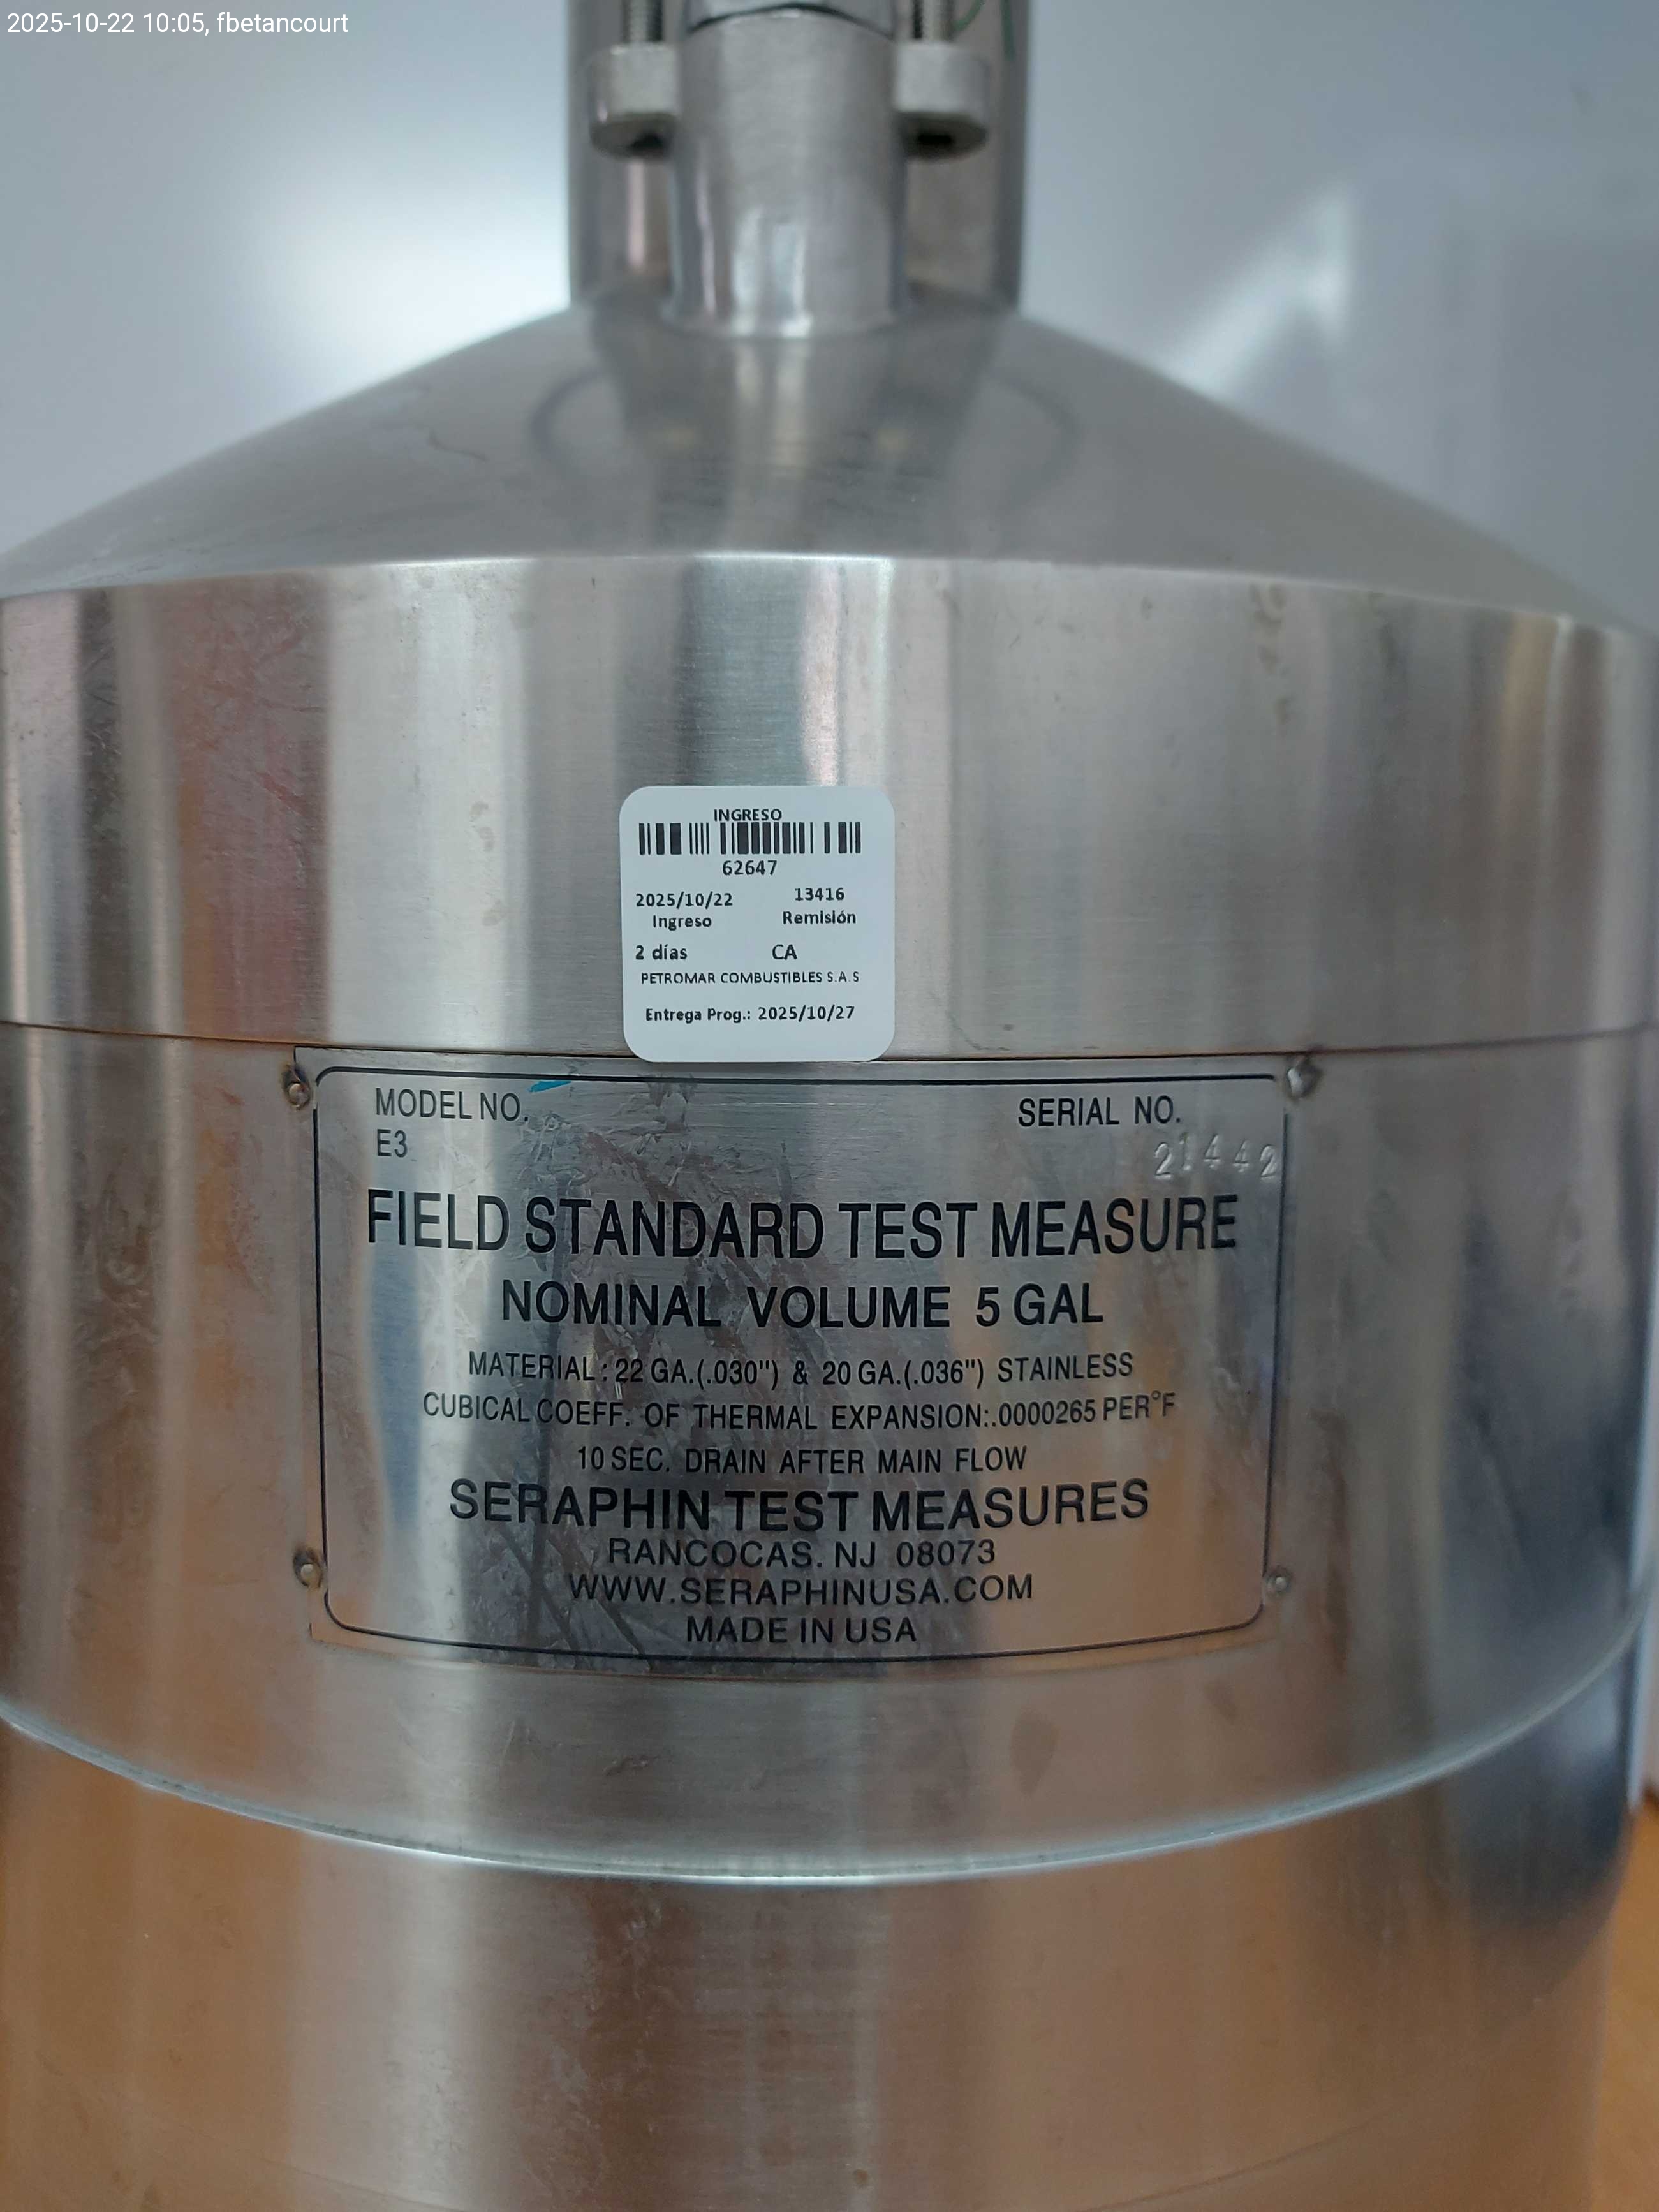 2025-10-22 10:05, fbetancourt
INGRESO
62647
2025/10/22 13416
Ingreso Remisión
2 días CA
PETROMAR COMBUSTIBLES S.A.S
Entrega Prog.: 2025/10/27
MODEL NO. SERIAL NO.
E3 21442
FIELD STANDARD TEST MEASURE
NOMINAL VOLUME 5 GAL
MATERIAL: 22 GA.(.030") & 20 GA.(.036") STAINLESS
CUBICAL COEFF. OF THERMAL EXPANSION:.0000265 PER°F
10 SEC. DRAIN AFTER MAIN FLOW
SERAPHIN TEST MEASURES
RANCOCAS. NJ 08073
WWW.SERAPHINUSA.COM
MADE IN USA